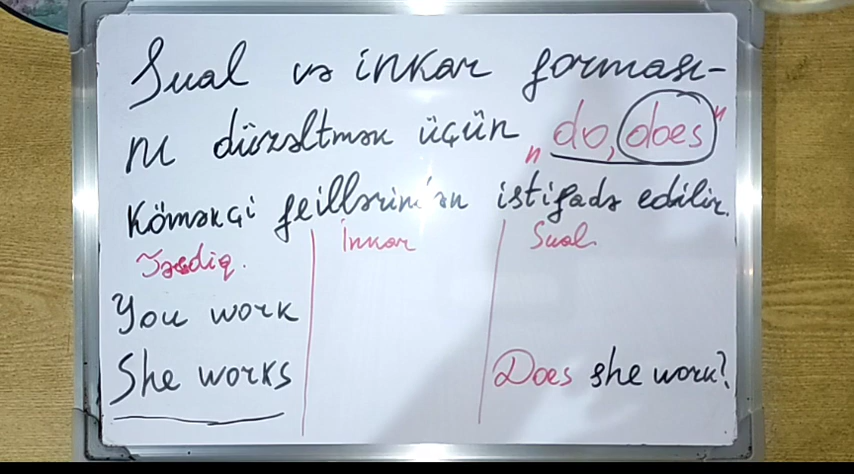 Sual və inkar forması-
nı düzəltmək üçün „do, does"
köməkçi feillərindən istifadə edilir.
Təsdiq. İnkar Sual
You work
She works Does she work?